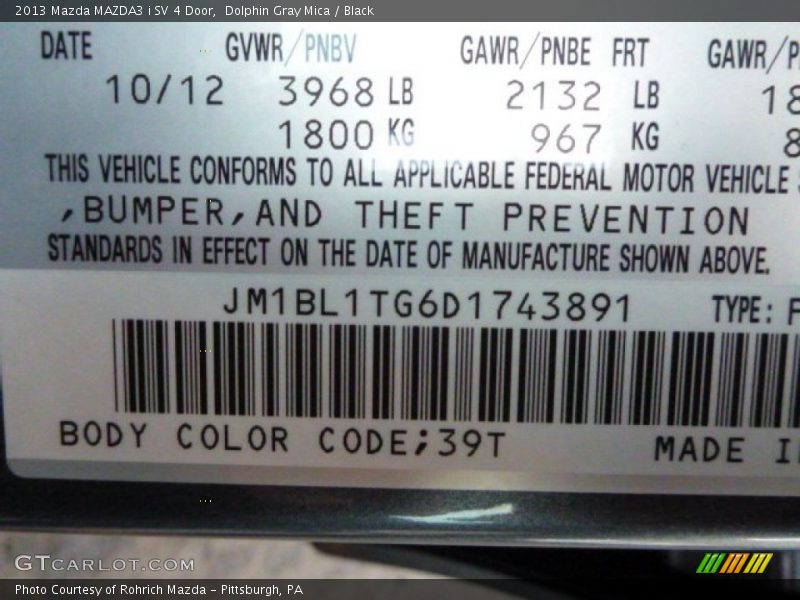 2013 Mazda MAZDA3 i SV 4 Door, Dolphin Gray Mica / Black
DATE GVWR/PNBV GAWR/PNBE FRT GAWR/P
10/12 3968 LB 2132 LB 18
1800 KG 967 KG 8
THIS VEHICLE CONFORMS TO ALL APPLICABLE FEDERAL MOTOR VEHICLE S
,BUMPER,AND THEFT PREVENTION
STANDARDS IN EFFECT ON THE DATE OF MANUFACTURE SHOWN ABOVE.
JM1BL1TG6D1743891 TYPE: P
BODY COLOR CODE;39T MADE I
GTCARLOT.COM
Photo Courtesy of Rohrich Mazda - Pittsburgh, PA